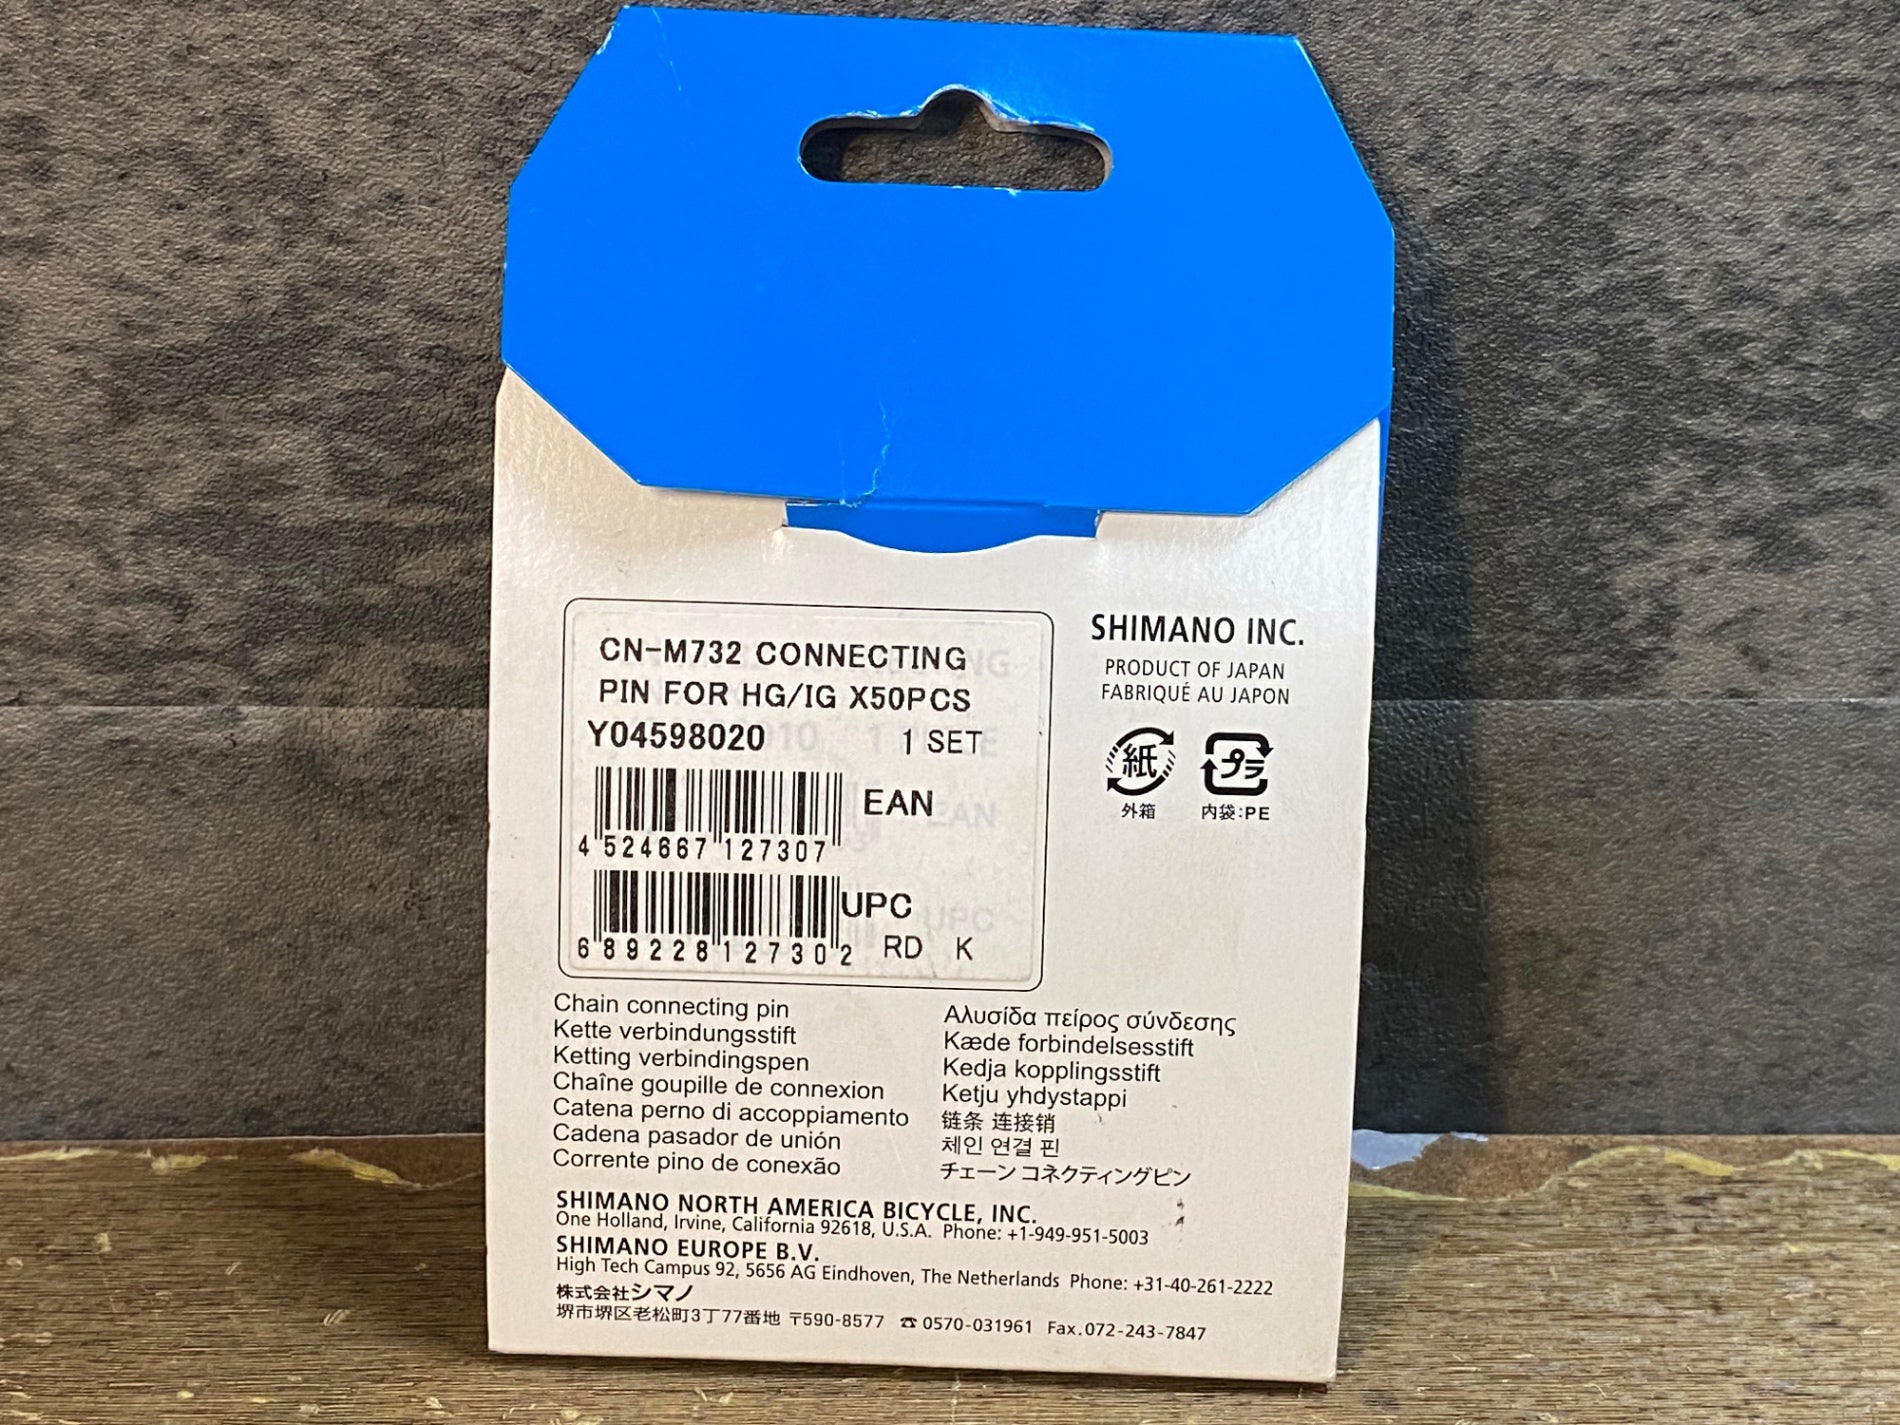 CN-M732 CONNECTING
PIN FOR HG/IG X50PCS
Y04598020 1 SET
EAN
4 524667 127307
UPC
6 89228 12730 2 RD K
SHIMANO INC.
PRODUCT OF JAPAN
FABRIQUÉ AU JAPON
紙 プラ
外箱 内袋:PE
Chain connecting pin
Kette verbindungsstift
Ketting verbindingspen
Chaîne goupille de connexion
Catena perno di accoppiamento
Cadena pasador de unión
Corrente pino de conexão
Αλυσίδα πείρος σύνδεσης
Kæde forbindelsesstift
Kedja kopplingsstift
Ketju yhdystappi
链条 连接销
체인 연결 핀
チェーン コネクティングピン
SHIMANO NORTH AMERICA BICYCLE, INC.
One Holland, Irvine, California 92618, U.S.A. Phone: +1-949-951-5003
SHIMANO EUROPE B.V.
High Tech Campus 92, 5656 AG Eindhoven, The Netherlands Phone: +31-40-261-2222
株式会社シマノ
堺市堺区老松町3丁77番地 〒590-8577 ☎ 0570-031961 Fax.072-243-7847